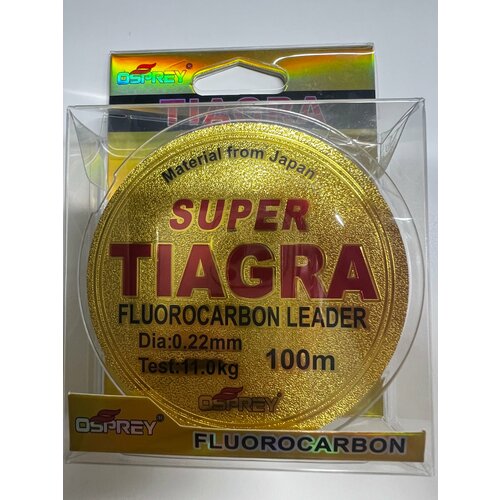 OSPREY
TIAGRA
Material from Japan
SUPER
TIAGRA
FLUOROCARBON LEADER
Dia:0.22mm
Test:11.0kg
100m
OSPREY
OSPREY
FLUOROCARBON